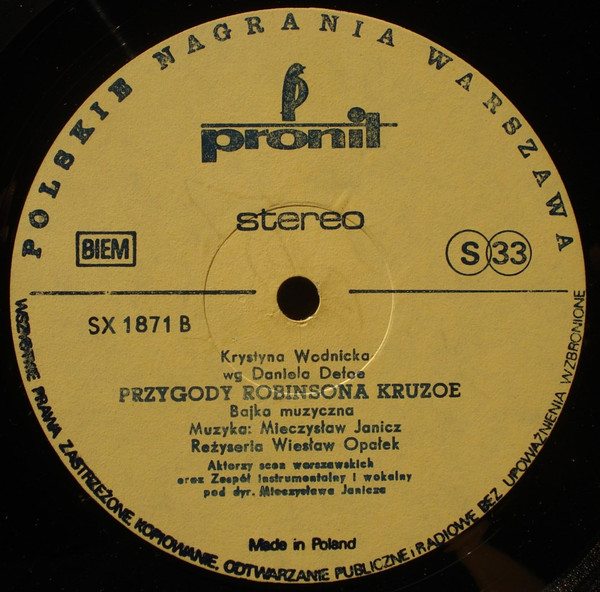 POLSKIE NAGRANIA WARSZAWA
pronit
stereo
BIEM
S 33
SX 1871 B
Krystyna Wodnicka
wg Daniela Defoe
PRZYGODY ROBINSONA KRUZOE
Bajka muzyczna
Muzyka: Mieczysław Janicz
Reżyseria Wiesław Opałek
Aktorzy scen warszawskich
oraz Zespół instrumentalny i wokalny
pod dyr. Mieczysława Janicza
Made in Poland
WSZYSTKIE PRAWA ZASTRZEŻONE. KOPIOWANIE, ODTWARZANIE PUBLICZNE i RADIOWE BEZ UPOWAŻNIENIA WZBRONIONE